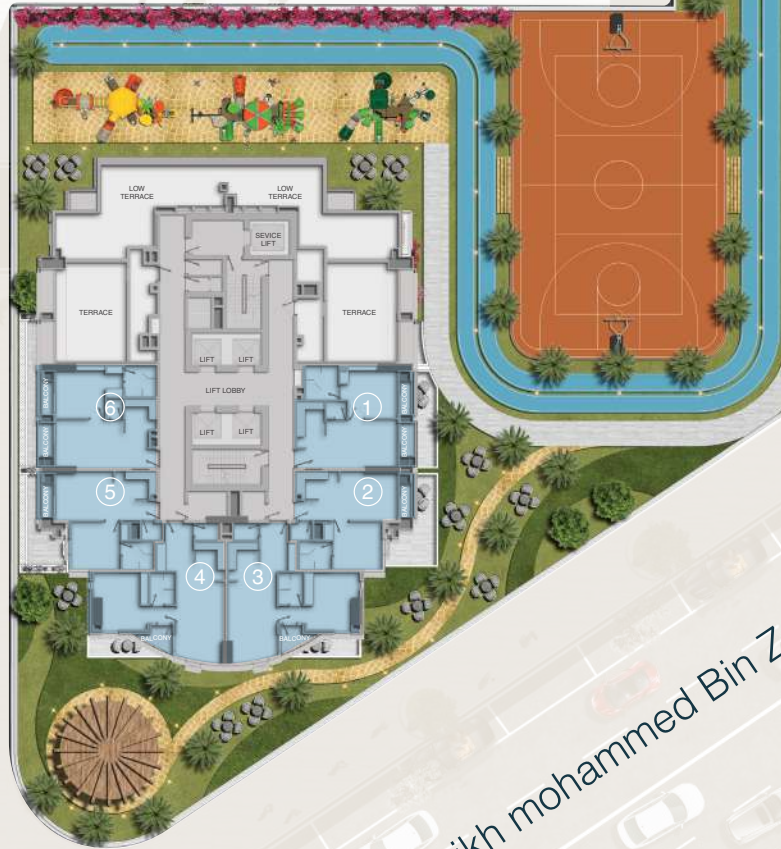 LOW
TERRACE
LOW
TERRACE
SEVICE
LIFT
TERRACE
TERRACE
LIFT
LIFT
LIFT LOBBY
BALCONY
6
1
BALCONY
BALCONY
LIFT
LIFT
BALCONY
BALCONY
5
2
BALCONY
4
3
BALCONY
BALCONY
ikh mohammed Bin Z